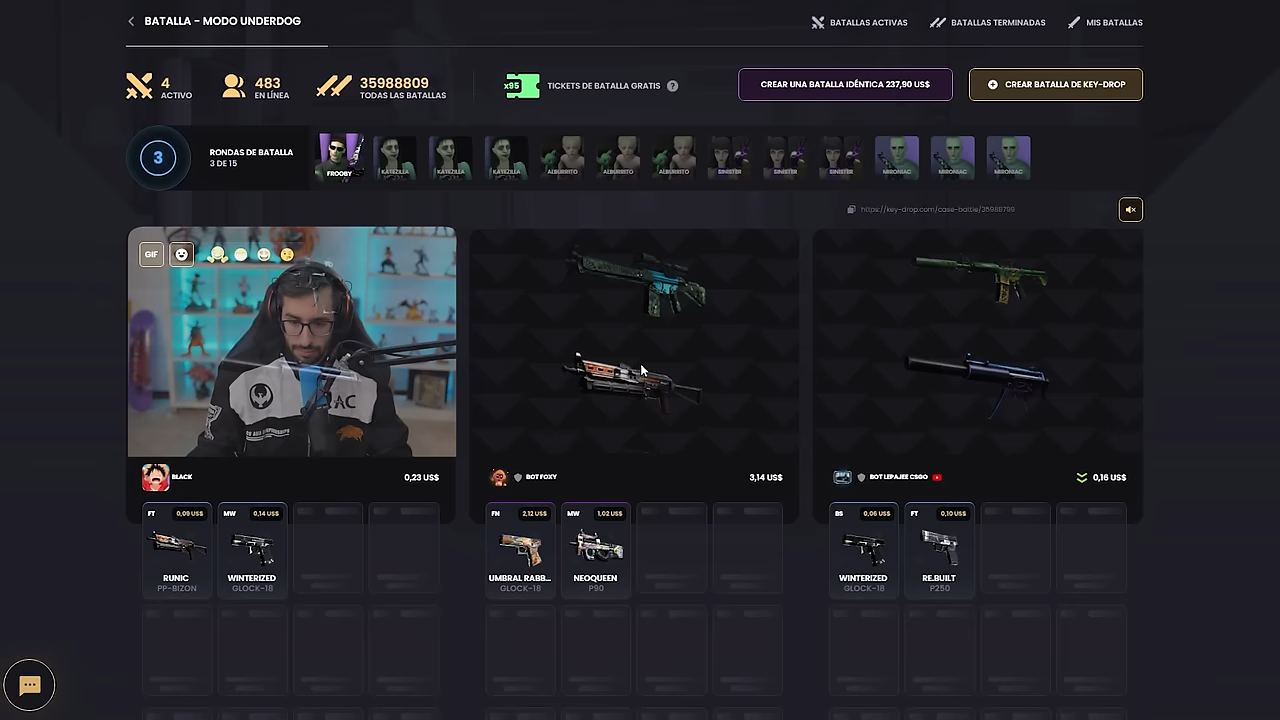 BATALLA - MODO UNDERDOG
BATALLAS ACTIVAS
BATALLAS TERMINADAS
MIS BATALLAS
4
ACTIVO
483
EN LÍNEA
35988809
TODAS LAS BATALLAS
x95
TICKETS DE BATALLA GRATIS
?
CREAR UNA BATALLA IDÉNTICA 237,90 US$
CREAR BATALLA DE KEY-DROP
3
RONDAS DE BATALLA
3 DE 15
FROOBY
KATEZILLA
KATEZILLA
KATEZILLA
ALBURRITO
ALBURRITO
ALBURRITO
SINISTER
SINISTER
SINISTER
MIRONIAC
MIRONIAC
MIRONIAC
https://key-drop.com/case-battle/35988799
GIF
AC
BLACK
0,23 US$
BOT FOXY
3,14 US$
BOT LEPAJEE CSGO
0,16 US$
FT
0,09 US$
RUNIC
PP-BIZON
MW
0,14 US$
WINTERIZED
GLOCK-18
FN
2,12 US$
UMBRAL RABB...
GLOCK-18
MW
1,02 US$
NEOQUEEN
P90
BS
0,06 US$
WINTERIZED
GLOCK-18
FT
0,10 US$
RE.BUILT
P250